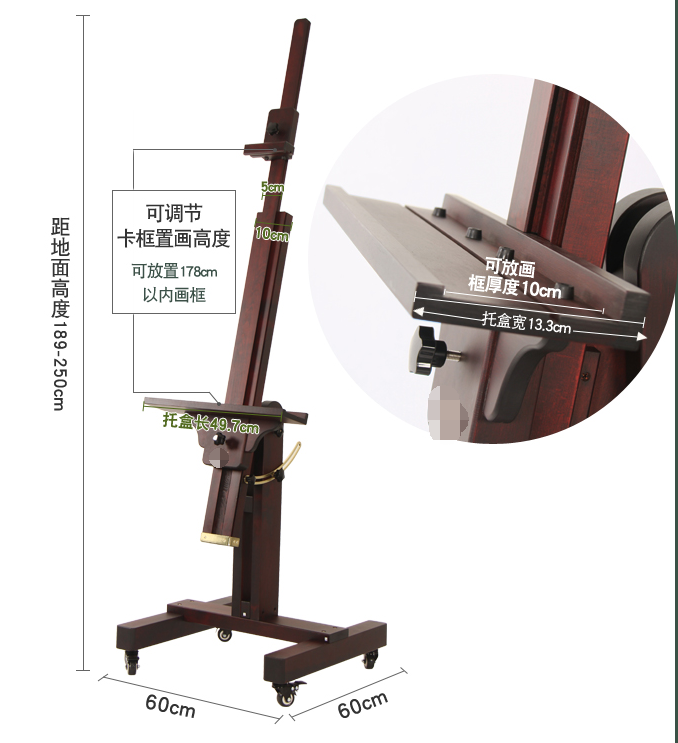 距地面高度189-250cm
可调节
卡框置画高度
可放置178cm
以内画框
5cm
10cm
托盒长49.7cm
可放画
框厚度10cm
托盒宽13.3cm
60cm
60cm